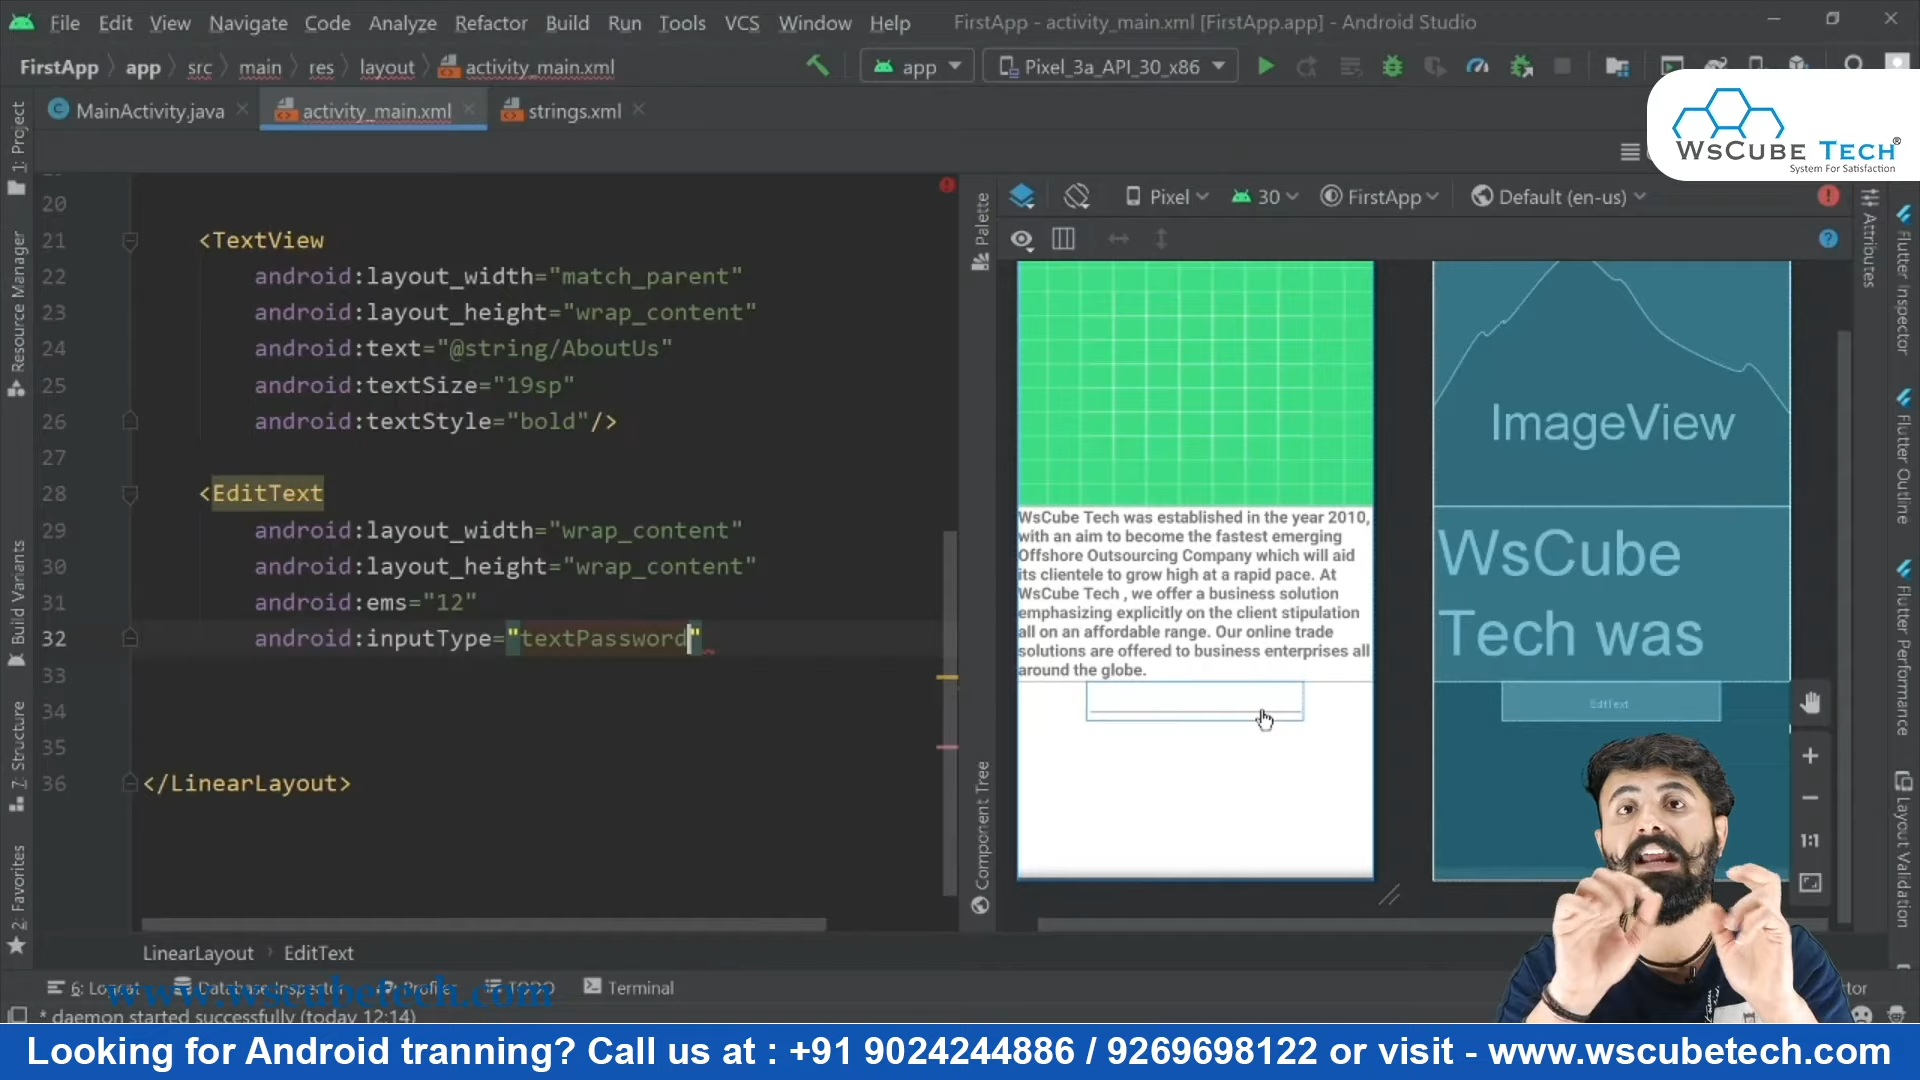 File Edit View Navigate Code Analyze Refactor Build Run Tools VCS Window Help FirstApp - activity_main.xml [FirstApp.app] - Android Studio
FirstApp app src main res layout activity_main.xml app Pixel_3a_API_30_x86
MainActivity.java activity_main.xml strings.xml
WsCube Tech®
System For Satisfaction
Pixel 30 FirstApp Default (en-us)
1: Project
Resource Manager
Build Variants
7: Structure
2: Favorites
20
21 <TextView
22 android:layout_width="match_parent"
23 android:layout_height="wrap_content"
24 android:text="@string/AboutUs"
25 android:textSize="19sp"
26 android:textStyle="bold"/>
27
28 <EditText
29 android:layout_width="wrap_content"
30 android:layout_height="wrap_content"
31 android:ems="12"
32 android:inputType="textPassword"
33
34
35
36 </LinearLayout>
Palette
Component Tree
WsCube Tech was established in the year 2010,
with an aim to become the fastest emerging
Offshore Outsourcing Company which will aid
its clientele to grow high at a rapid pace. At
WsCube Tech , we offer a business solution
emphasizing explicitly on the client stipulation
all on an affordable range. Our online trade
solutions are offered to business enterprises all
around the globe.
ImageView
WsCube
Tech was
EditText
1:1
Attributes
Flutter Inspector
Flutter Outline
Flutter Performance
Layout Validation
LinearLayout EditText
6: Logcat Database Inspector Profiler TODO Terminal
www.wscubetech.com
* daemon started successfully (today 12:14)
Looking for Android tranning? Call us at : +91 9024244886 / 9269698122 or visit - www.wscubetech.com